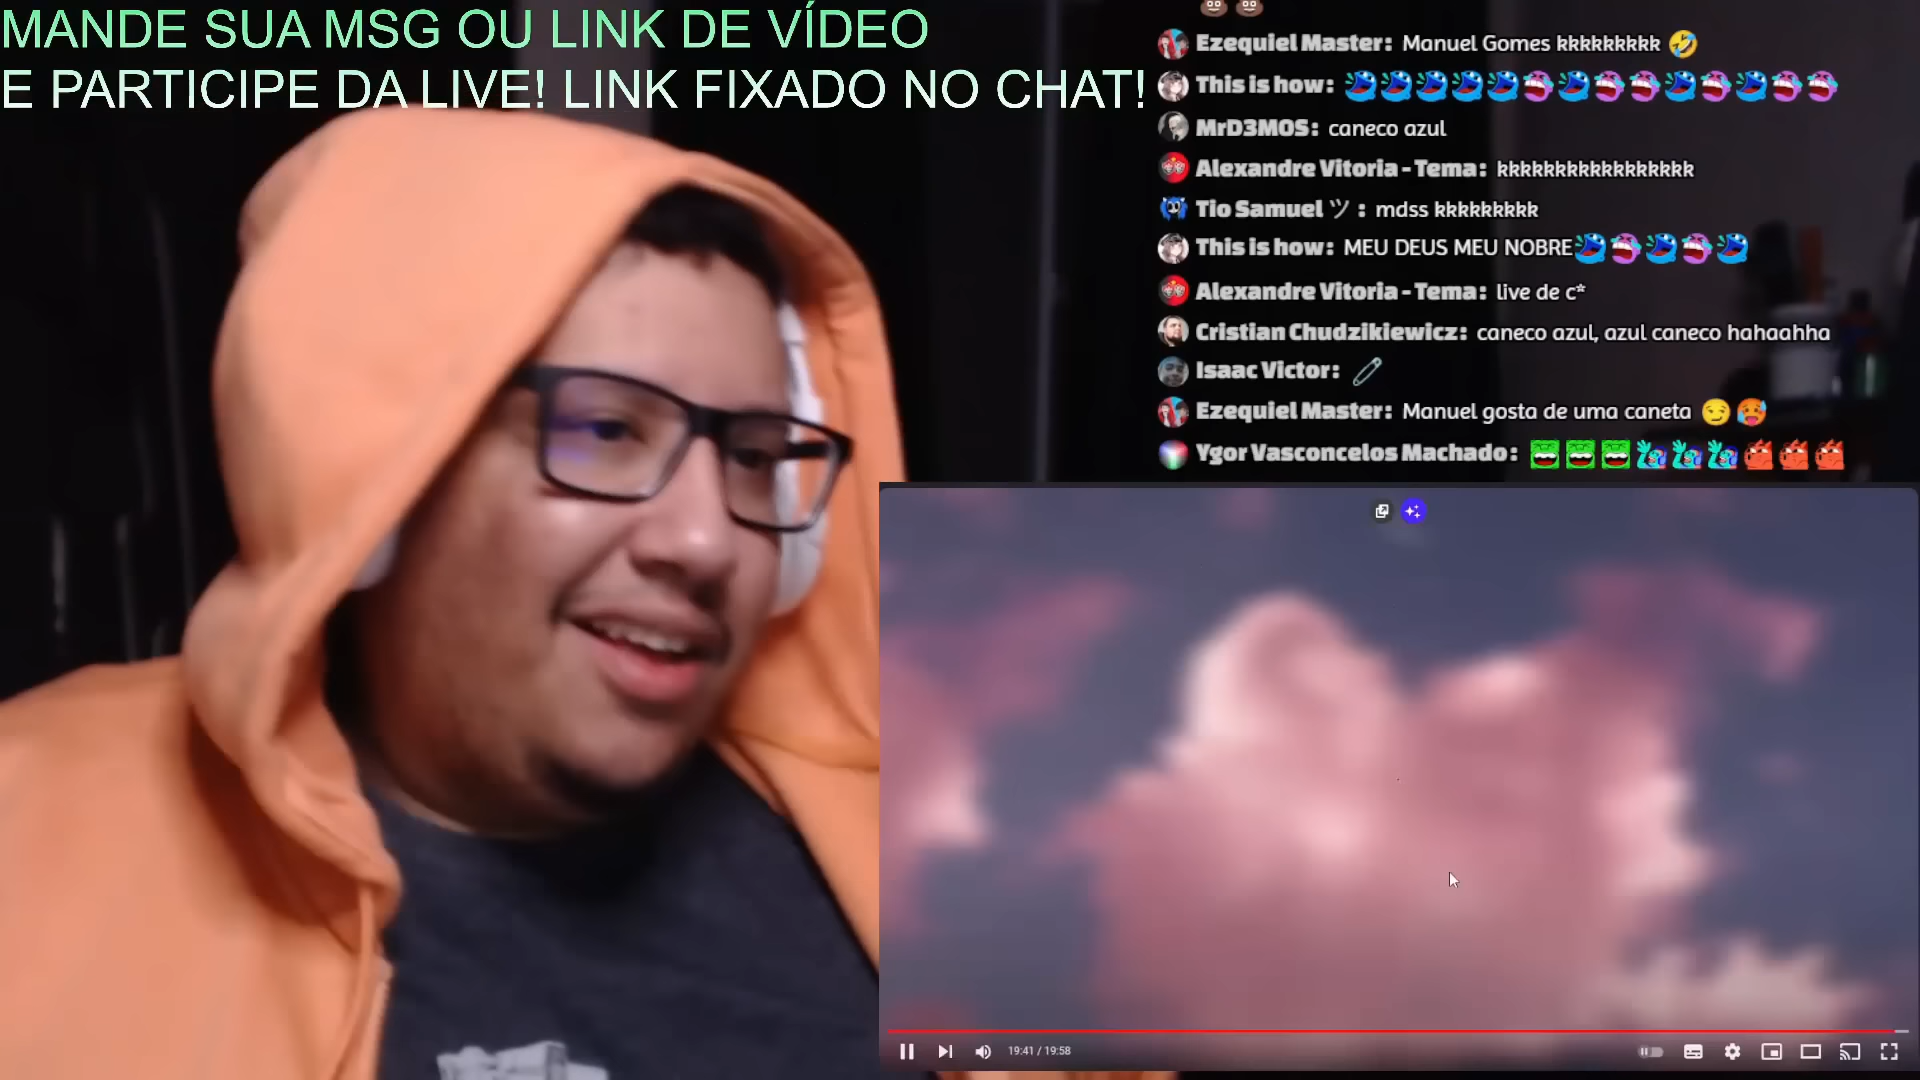 MANDE SUA MSG OU LINK DE VÍDEO
E PARTICIPE DA LIVE! LINK FIXADO NO CHAT!
Ezequiel Master: Manuel Gomes kkkkkkkkk 🤣
This is how:
MrD3MOS: caneco azul
Alexandre Vitoria - Tema: kkkkkkkkkkkkkkkkk
Tio Samuel ツ : mdss kkkkkkkkk
This is how: MEU DEUS MEU NOBRE
Alexandre Vitoria - Tema: live de c*
Cristian Chudzikiewicz: caneco azul, azul caneco hahaahha
Isaac Victor: 🧷
Ezequiel Master: Manuel gosta de uma caneta 😏🥵
Ygor Vasconcelos Machado:
19:41 / 19:58